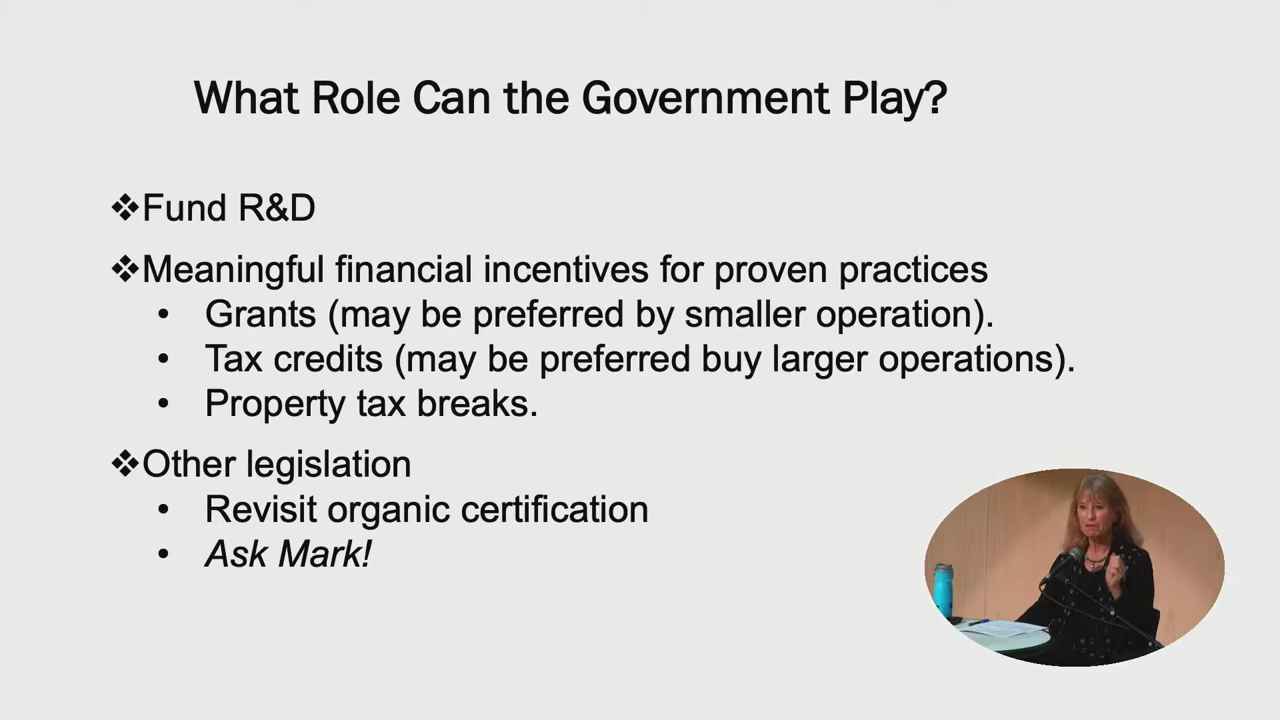 What Role Can the Government Play?
❖Fund R&D
❖Meaningful financial incentives for proven practices
• Grants (may be preferred by smaller operation).
• Tax credits (may be preferred buy larger operations).
• Property tax breaks.
❖Other legislation
• Revisit organic certification
• Ask Mark!